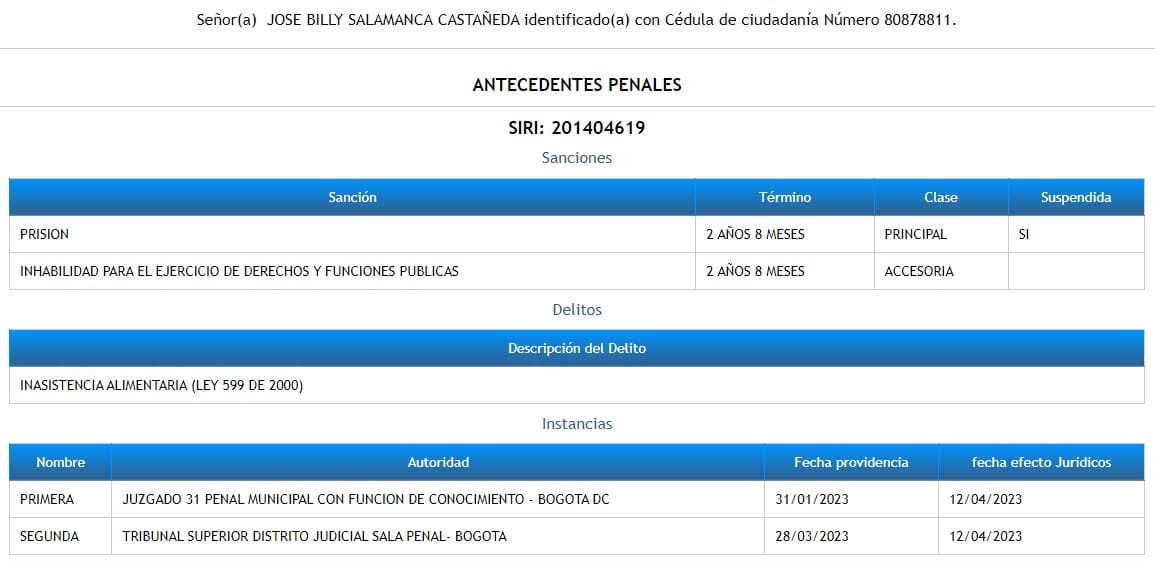 Señor(a) JOSE BILLY SALAMANCA CASTAÑEDA identificado(a) con Cédula de ciudadanía Número 80878811.
ANTECEDENTES PENALES
SIRI: 201404619
Sanciones
Sanción Término Clase Suspendida
PRISION 2 AÑOS 8 MESES PRINCIPAL SI
INHABILIDAD PARA EL EJERCICIO DE DERECHOS Y FUNCIONES PUBLICAS 2 AÑOS 8 MESES ACCESORIA
Delitos
Descripción del Delito
INASISTENCIA ALIMENTARIA (LEY 599 DE 2000)
Instancias
Nombre Autoridad Fecha providencia fecha efecto Juridicos
PRIMERA JUZGADO 31 PENAL MUNICIPAL CON FUNCION DE CONOCIMIENTO - BOGOTA DC 31/01/2023 12/04/2023
SEGUNDA TRIBUNAL SUPERIOR DISTRITO JUDICIAL SALA PENAL- BOGOTA 28/03/2023 12/04/2023